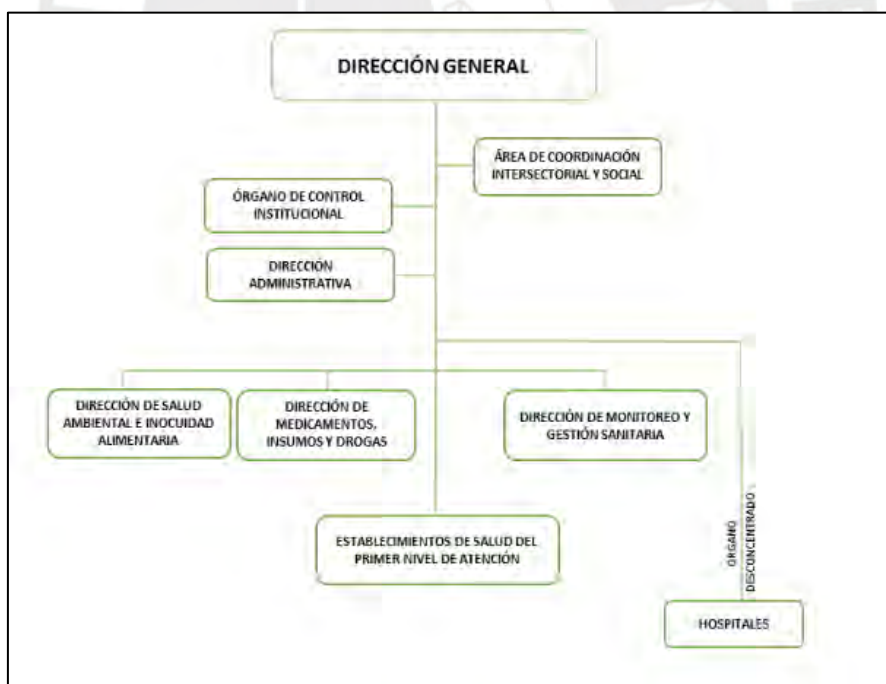 DIRECCIÓN GENERAL
ÁREA DE COORDINACIÓN
INTERSECTORIAL Y SOCIAL
ÓRGANO DE CONTROL
INSTITUCIONAL
DIRECCIÓN
ADMINISTRATIVA
DIRECCIÓN DE SALUD
AMBIENTAL E INOCUIDAD
ALIMENTARIA
DIRECCIÓN DE
MEDICAMENTOS,
INSUMOS Y DROGAS
DIRECCIÓN DE MONITOREO Y
GESTIÓN SANITARIA
ESTABLECIMIENTOS DE SALUD DEL
PRIMER NIVEL DE ATENCIÓN
ÓRGANO
DESCONCENTRADO
HOSPITALES